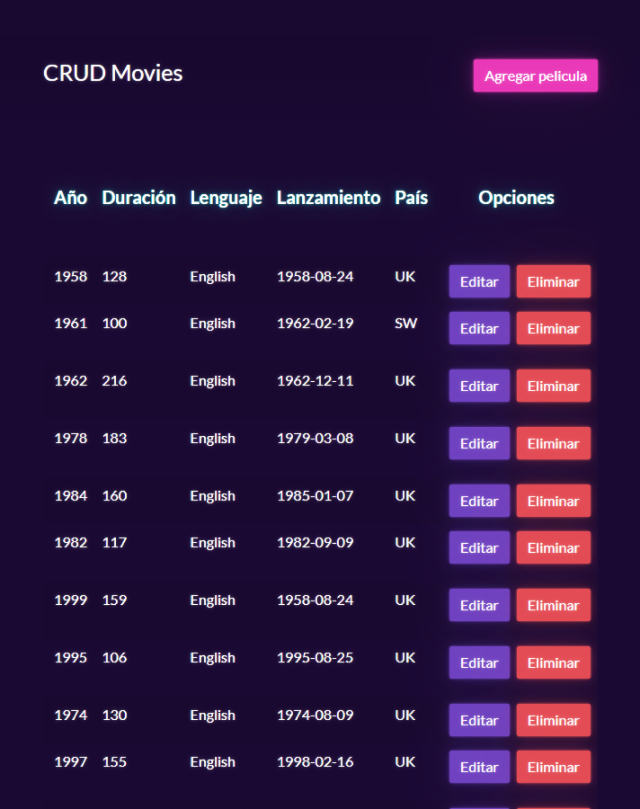 CRUD Movies Agregar pelicula
Año Duración Lenguaje Lanzamiento País Opciones
1958 128 English 1958-08-24 UK Editar Eliminar
1961 100 English 1962-02-19 SW Editar Eliminar
1962 216 English 1962-12-11 UK Editar Eliminar
1978 183 English 1979-03-08 UK Editar Eliminar
1984 160 English 1985-01-07 UK Editar Eliminar
1982 117 English 1982-09-09 UK Editar Eliminar
1999 159 English 1958-08-24 UK Editar Eliminar
1995 106 English 1995-08-25 UK Editar Eliminar
1974 130 English 1974-08-09 UK Editar Eliminar
1997 155 English 1998-02-16 UK Editar Eliminar